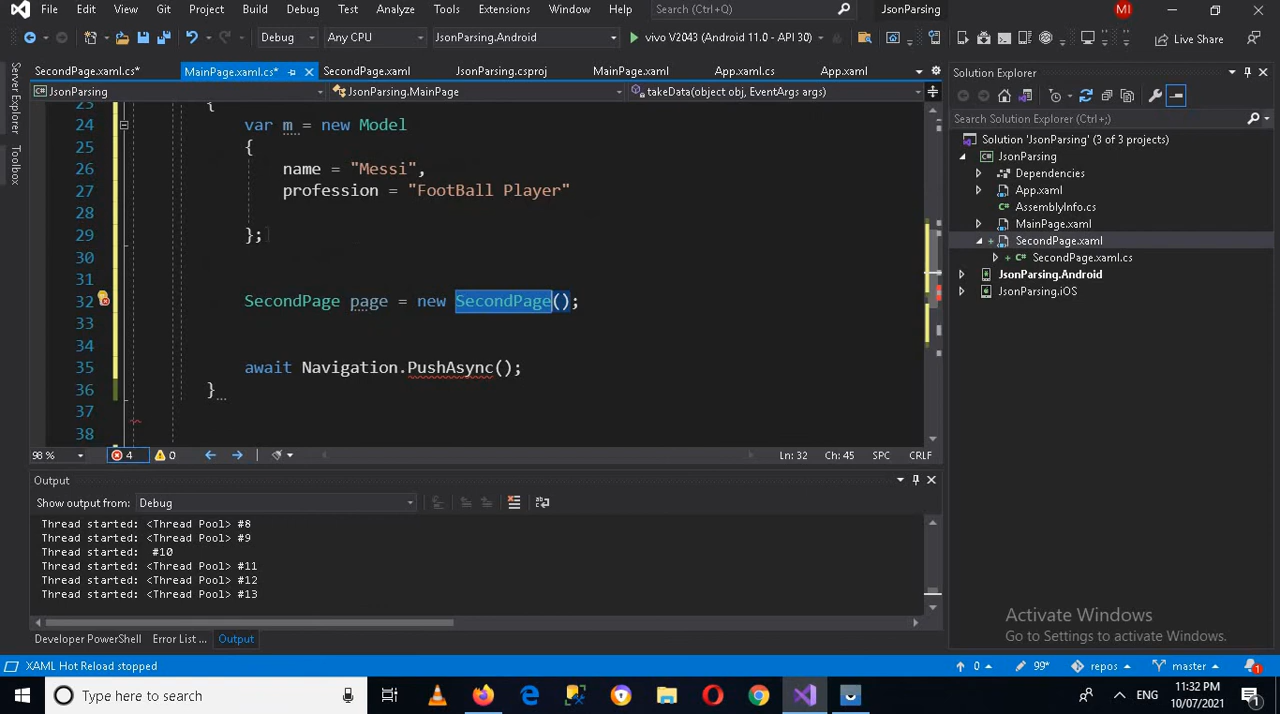 File Edit View Git Project Build Debug Test Analyze Tools Extensions Window Help Search (Ctrl+Q) JsonParsing MI
Debug Any CPU JsonParsing.Android vivo V2043 (Android 11.0 - API 30) Live Share
SecondPage.xaml.cs* MainPage.xaml.cs* SecondPage.xaml JsonParsing.csproj MainPage.xaml App.xaml.cs App.xaml
JsonParsing JsonParsing.MainPage takeData(object obj, EventArgs args)
Server Explorer
Toolbox
23 {
24 var m = new Model
25 {
26 name = "Messi",
27 profession = "FootBall Player"
28
29 };
30
31
32 SecondPage page = new SecondPage();
33
34
35 await Navigation.PushAsync();
36 }
37
38
98 % 4 0 Ln: 32 Ch: 45 SPC CRLF
Output
Show output from: Debug
Thread started: <Thread Pool> #8
Thread started: <Thread Pool> #9
Thread started: #10
Thread started: <Thread Pool> #11
Thread started: <Thread Pool> #12
Thread started: <Thread Pool> #13
Developer PowerShell Error List ... Output
Solution Explorer
Search Solution Explorer (Ctrl+;)
Solution 'JsonParsing' (3 of 3 projects)
JsonParsing
Dependencies
App.xaml
AssemblyInfo.cs
MainPage.xaml
SecondPage.xaml
SecondPage.xaml.cs
JsonParsing.Android
JsonParsing.iOS
Activate Windows
Go to Settings to activate Windows.
XAML Hot Reload stopped 0 99* repos master 1
Type here to search ENG 11:32 PM
10/07/2021 1